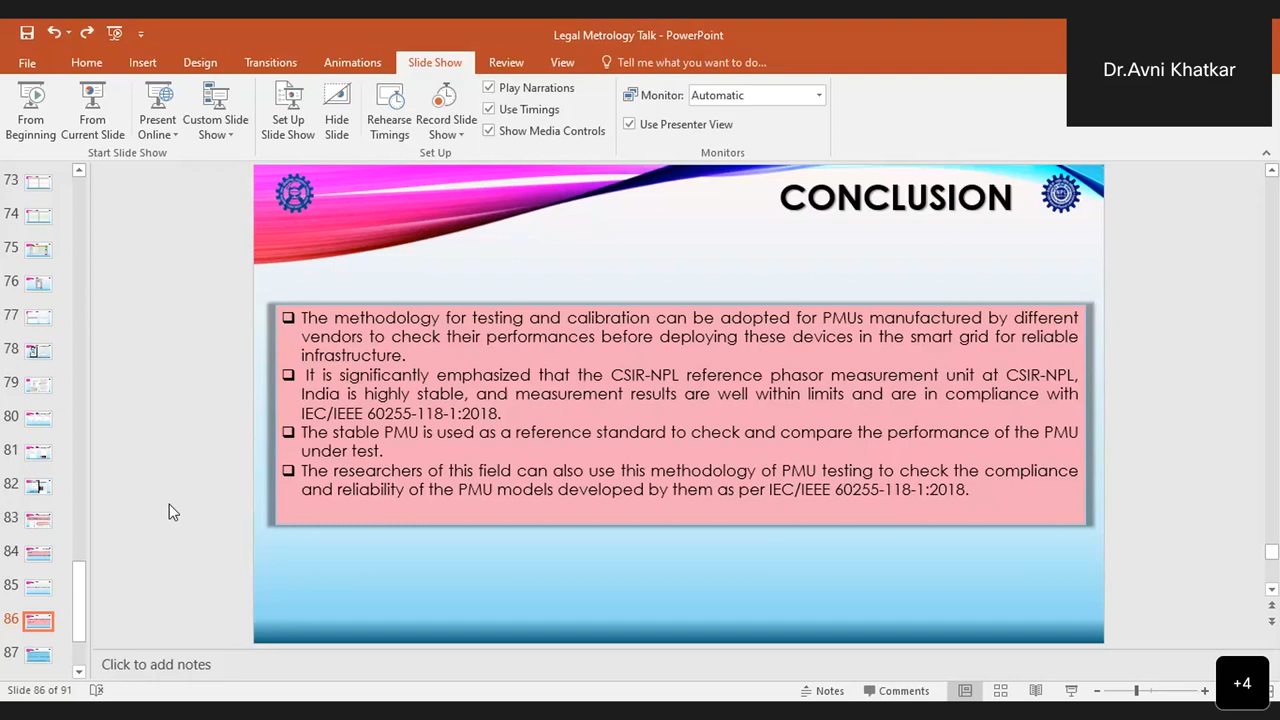 Legal Metrology Talk - PowerPoint
Dr.Avni Khatkar
File Home Insert Design Transitions Animations Slide Show Review View Tell me what you want to do...
From Beginning
From Current Slide
Present Online
Custom Slide Show
Start Slide Show
Set Up Slide Show
Hide Slide
Rehearse Timings
Record Slide Show
Play Narrations
Use Timings
Show Media Controls
Set Up
Monitor: Automatic
Use Presenter View
Monitors
73
74
75
76
77
78
79
80
81
82
83
84
85
86
87
CONCLUSION
The methodology for testing and calibration can be adopted for PMUs manufactured by different
vendors to check their performances before deploying these devices in the smart grid for reliable
infrastructure.
It is significantly emphasized that the CSIR-NPL reference phasor measurement unit at CSIR-NPL,
India is highly stable, and measurement results are well within limits and are in compliance with
IEC/IEEE 60255-118-1:2018.
The stable PMU is used as a reference standard to check and compare the performance of the PMU
under test.
The researchers of this field can also use this methodology of PMU testing to check the compliance
and reliability of the PMU models developed by them as per IEC/IEEE 60255-118-1:2018.
Click to add notes
Slide 86 of 91
Notes Comments
+4